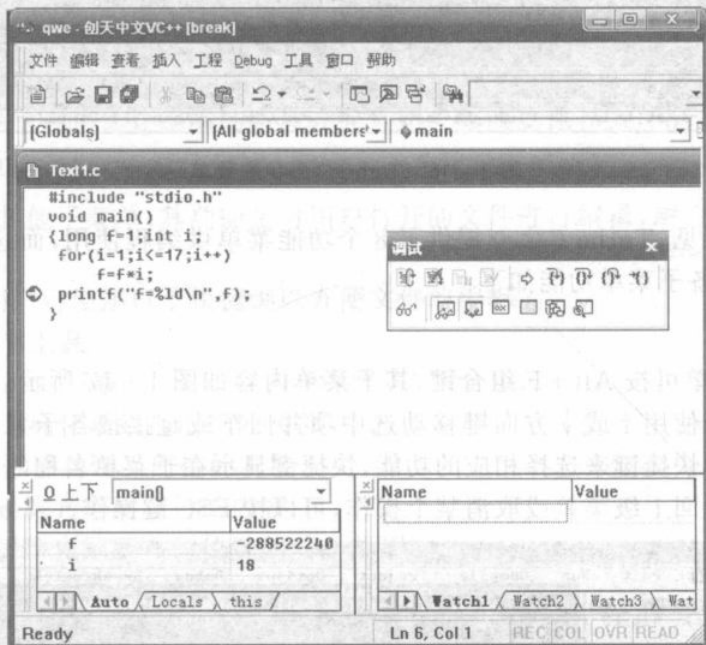 qwe - 创天中文VC++ [break]
文件 编辑 查看 插入 工程 Debug 工具 窗口 帮助
(Globals) (All global members main
Text1.c
#include "stdio.h"
void main()
{long f=1;int i;
for(i=1;i<=17;i++)
f=f*i;
printf("f=%ld\n",f);
}
调试
上下 main()
Name Value
f -288522240
i 18
Auto Locals this
Name Value
Watch1 Watch2 Watch3 Wat
Ready Ln 6, Col 1 REC COL OVR READ